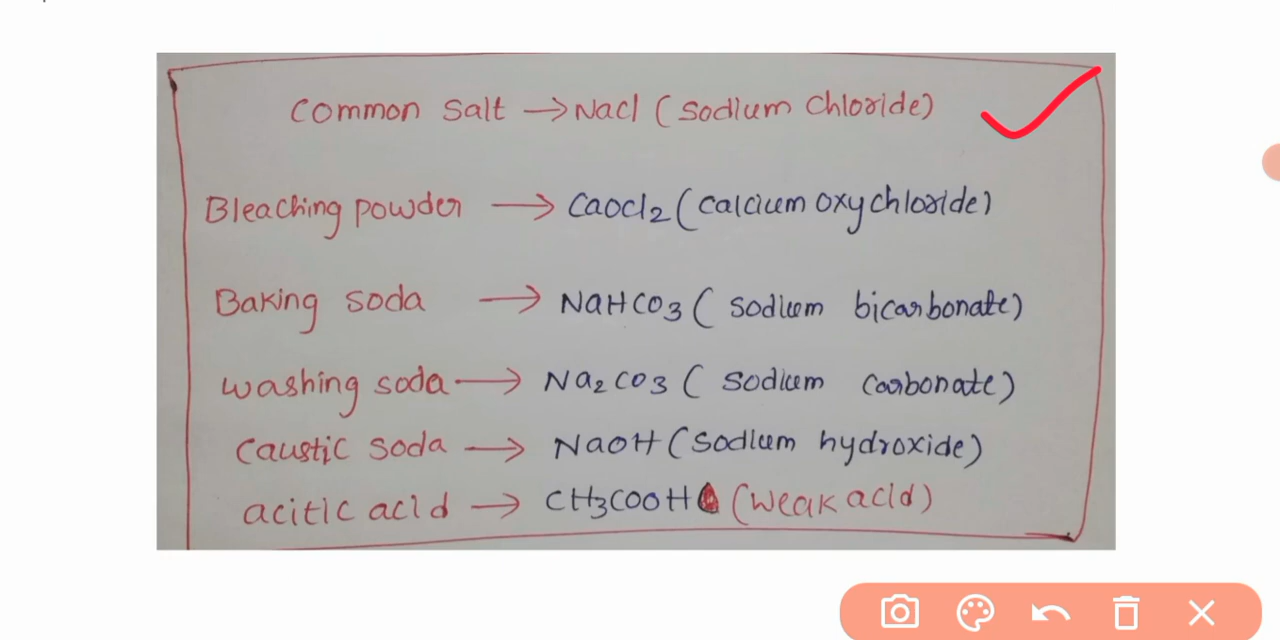 Common Salt → Nacl (Sodium Chloride)
Bleaching powder → Caocl2 (Calcium oxychloride)
Baking soda → NaHCO3 (sodium bicarbonate)
washing soda → Na2CO3 (sodium carbonate)
Caustic soda → NaOH (Sodium hydroxide)
acitic acid → CH3COOH (weak acid)